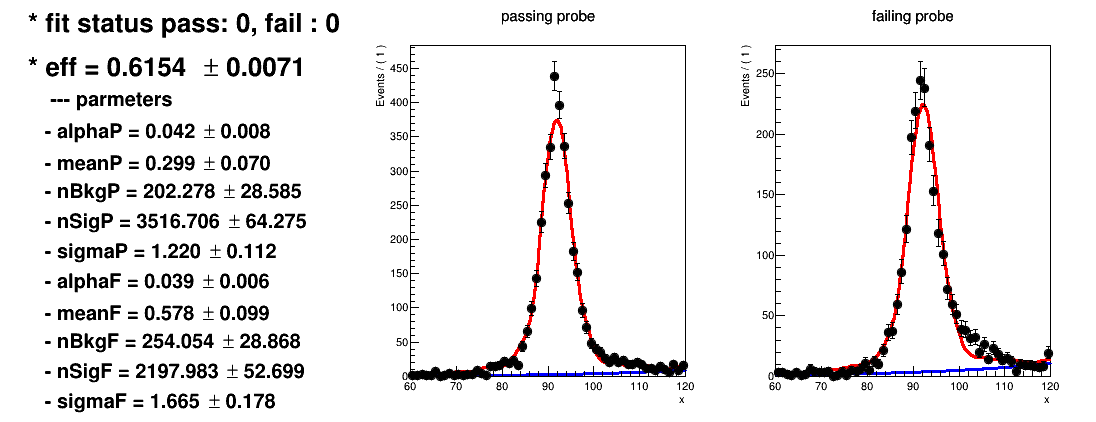 * fit status pass: 0, fail : 0
* eff = 0.6154 ± 0.0071
--- parmeters
- alphaP = 0.042 ± 0.008
- meanP = 0.299 ± 0.070
- nBkgP = 202.278 ± 28.585
- nSigP = 3516.706 ± 64.275
- sigmaP = 1.220 ± 0.112
- alphaF = 0.039 ± 0.006
- meanF = 0.578 ± 0.099
- nBkgF = 254.054 ± 28.868
- nSigF = 2197.983 ± 52.699
- sigmaF = 1.665 ± 0.178
passing probe
Events / ( 1 )
450
400
350
300
250
200
150
100
50
0
60 70 80 90 100 110 120
x
failing probe
Events / ( 1 )
250
200
150
100
50
0
60 70 80 90 100 110 120
x